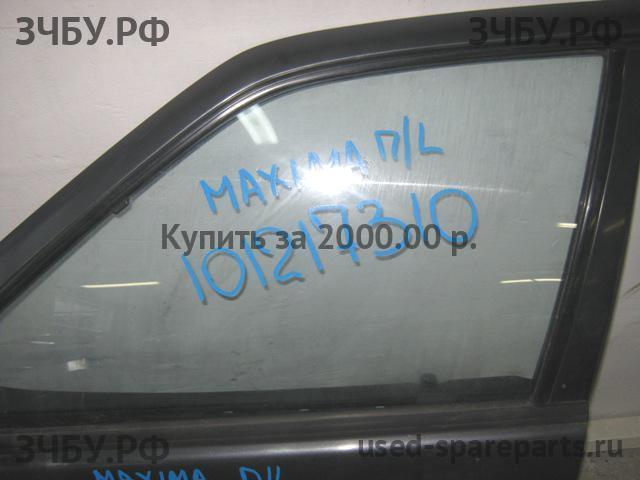 ЗЧБУ.РФ ЗЧБУ.РФ
MAXIMA П/L
Купить за 2000.00 р.
101217310
ЗЧБУ.РФ used-spareparts.ru
MAXIMA П/L